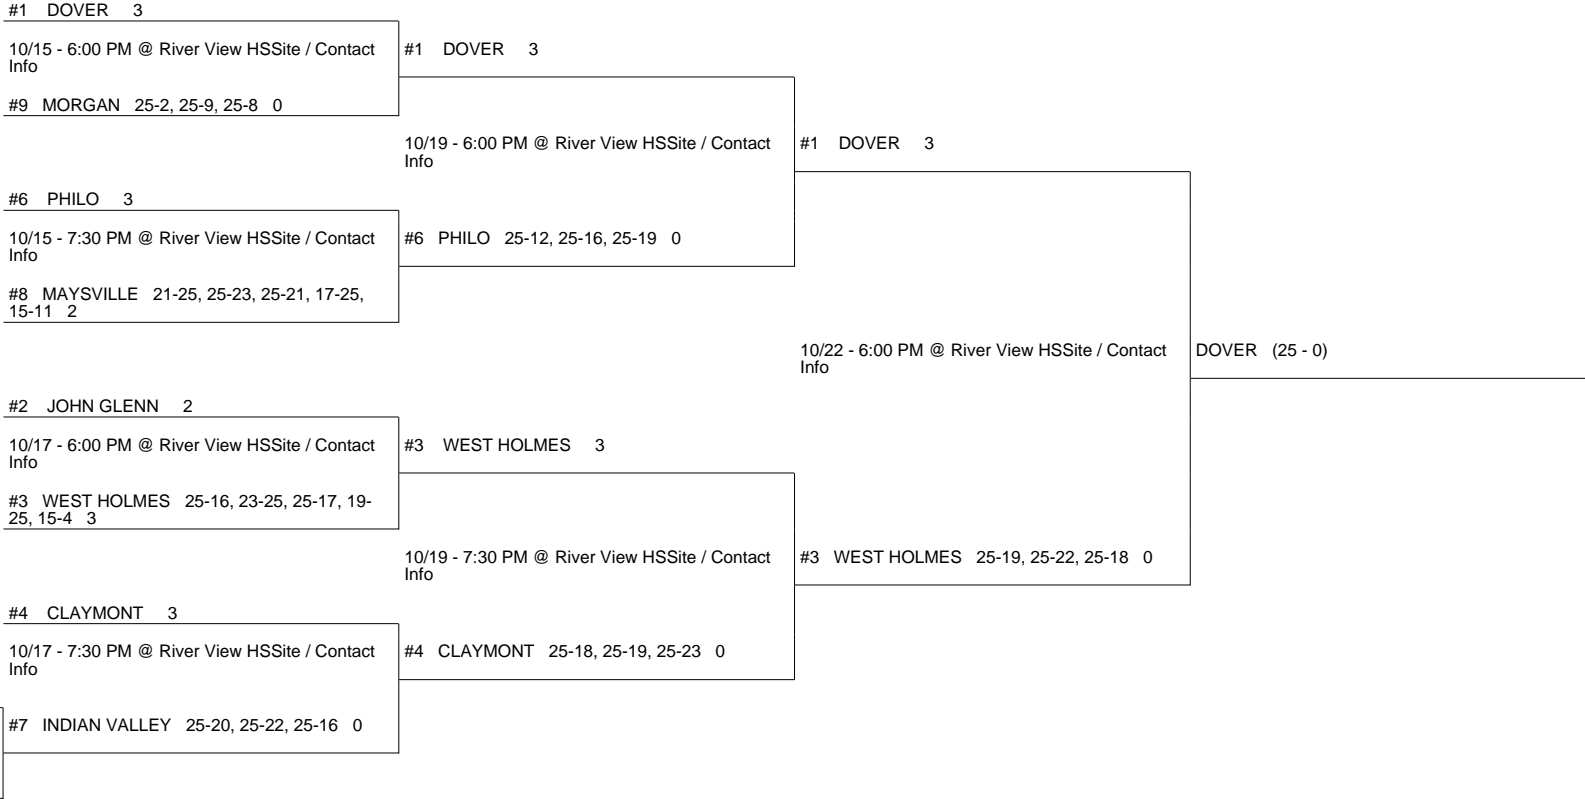 #1 DOVER 3
10/15 - 6:00 PM @ River View HSSite / Contact
Info
#9 MORGAN 25-2, 25-9, 25-8 0
#6 PHILO 3
10/15 - 7:30 PM @ River View HSSite / Contact
Info
#8 MAYSVILLE 21-25, 25-23, 25-21, 17-25,
15-11 2
#2 JOHN GLENN 2
10/17 - 6:00 PM @ River View HSSite / Contact
Info
#3 WEST HOLMES 25-16, 23-25, 25-17, 19-
25, 15-4 3
#4 CLAYMONT 3
10/17 - 7:30 PM @ River View HSSite / Contact
Info
#7 INDIAN VALLEY 25-20, 25-22, 25-16 0
#1 DOVER 3
10/19 - 6:00 PM @ River View HSSite / Contact
Info
#6 PHILO 25-12, 25-16, 25-19 0
#3 WEST HOLMES 3
10/19 - 7:30 PM @ River View HSSite / Contact
Info
#4 CLAYMONT 25-18, 25-19, 25-23 0
#1 DOVER 3
10/22 - 6:00 PM @ River View HSSite / Contact
Info
#3 WEST HOLMES 25-19, 25-22, 25-18 0
DOVER (25 - 0)